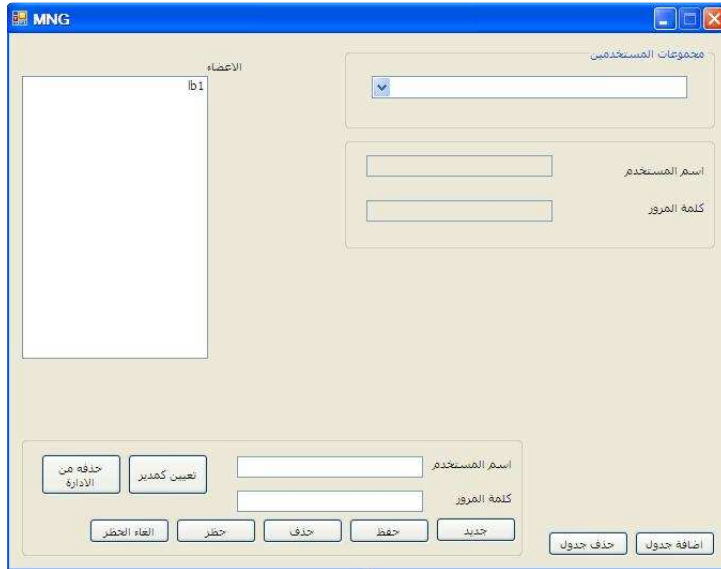 MNG
مجموعات المستخدمين
الاعضاء
lb1
اسم المستخدم
كلمة المرور
اسم المستخدم
تعيين كمدير
حذفه من
الادارة
كلمة المرور
جديد
حفظ
حذف
حظر
الغاء الحظر
اضافة جدول
حذف جدول